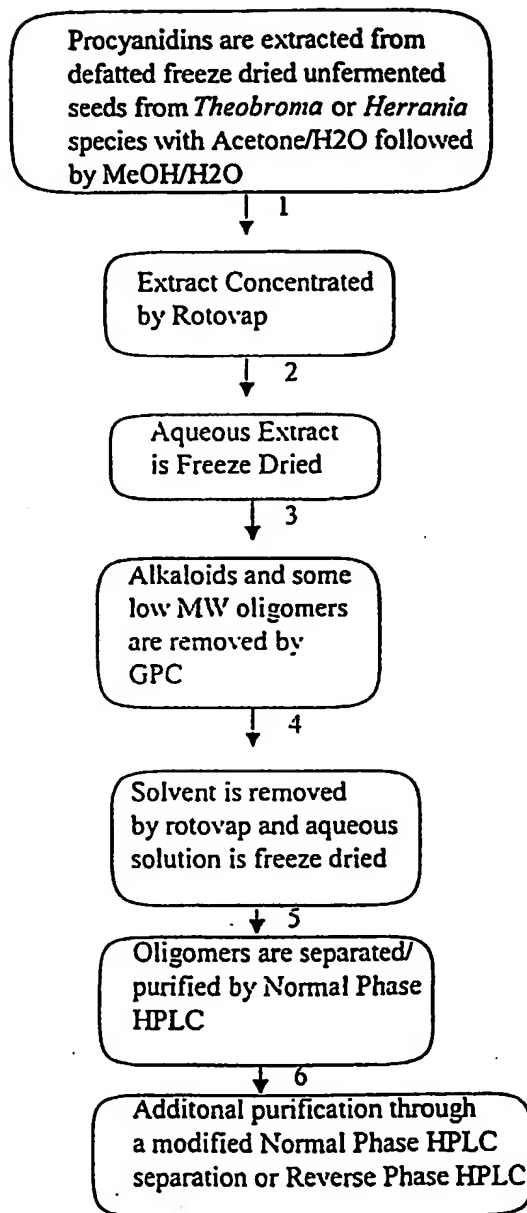 Procyanidins are extracted from
defatted freeze dried unfermented
seeds from Theobroma or Herrania
species with Acetone/H2O followed
by MeOH/H2O
1
Extract Concentrated
by Rotovap
2
Aqueous Extract
is Freeze Dried
3
Alkaloids and some
low MW oligomers
are removed by
GPC
4
Solvent is removed
by rotovap and aqueous
solution is freeze dried
5
Oligomers are separated/
purified by Normal Phase
HPLC
6
Additonal purification through
a modified Normal Phase HPLC
separation or Reverse Phase HPLC